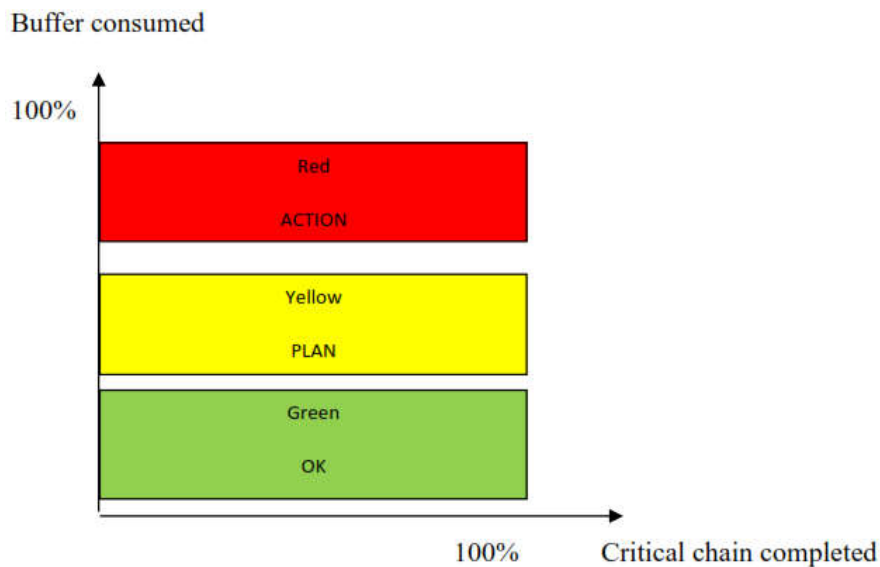 Buffer consumed
100%
Red
ACTION
Yellow
PLAN
Green
OK
100% Critical chain completed